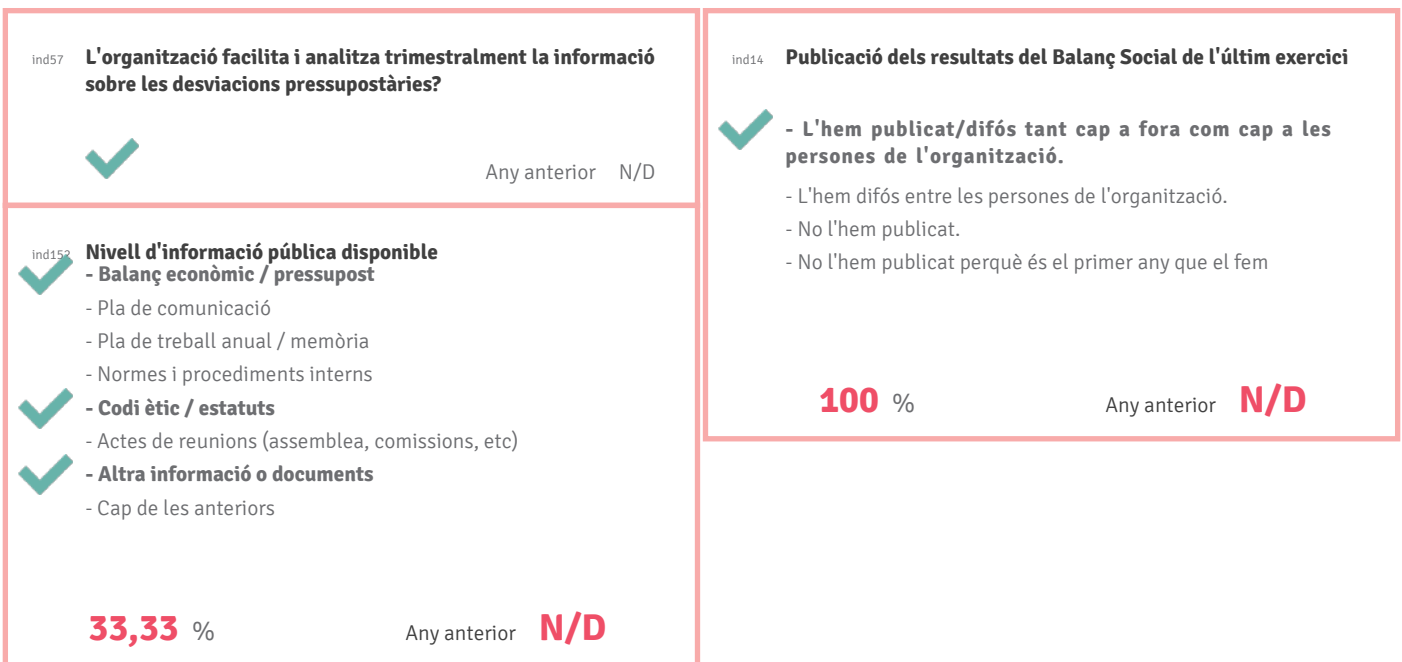 ind57 L'organització facilita i analitza trimestralment la informació
sobre les desviacions pressupostàries?
Any anterior N/D
ind152 Nivell d'informació pública disponible
- Balanç econòmic / pressupost
- Pla de comunicació
- Pla de treball anual / memòria
- Normes i procediments interns
- Codi ètic / estatuts
- Actes de reunions (assemblea, comissions, etc)
- Altra informació o documents
- Cap de les anteriors
33,33 % Any anterior N/D
ind14 Publicació dels resultats del Balanç Social de l'últim exercici
- L'hem publicat/difós tant cap a fora com cap a les
persones de l'organització.
- L'hem difós entre les persones de l'organització.
- No l'hem publicat.
- No l'hem publicat perquè és el primer any que el fem
100 % Any anterior N/D